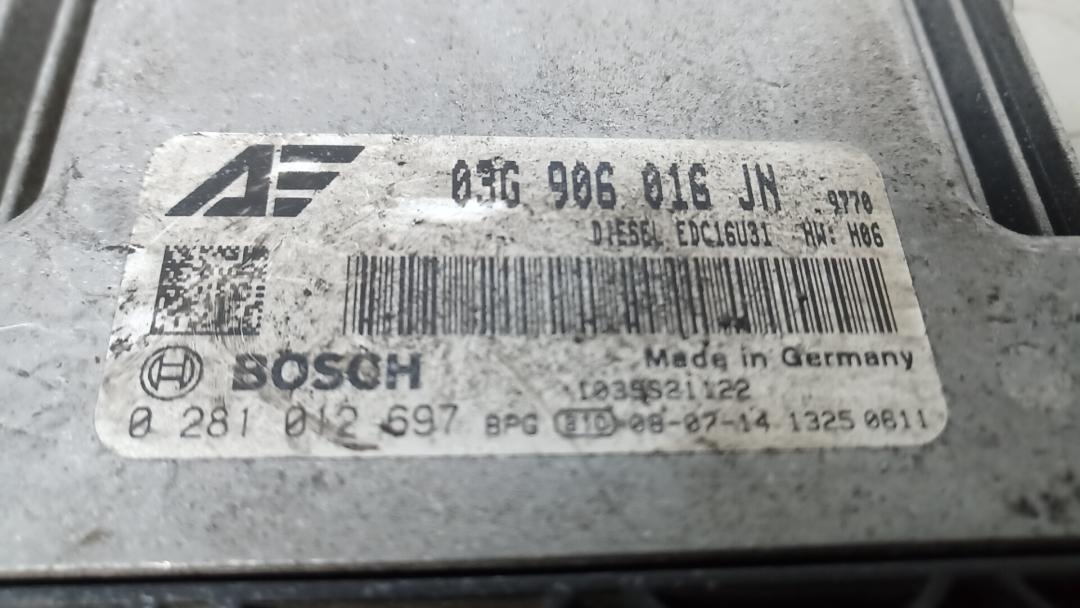 AE
03G 906 016 JN 9770
DIESEL EDC16U31 HW: H06
BOSCH
Made in Germany
1039S21122
0 281 012 697 BPG 810 08-07-14 1325 0811